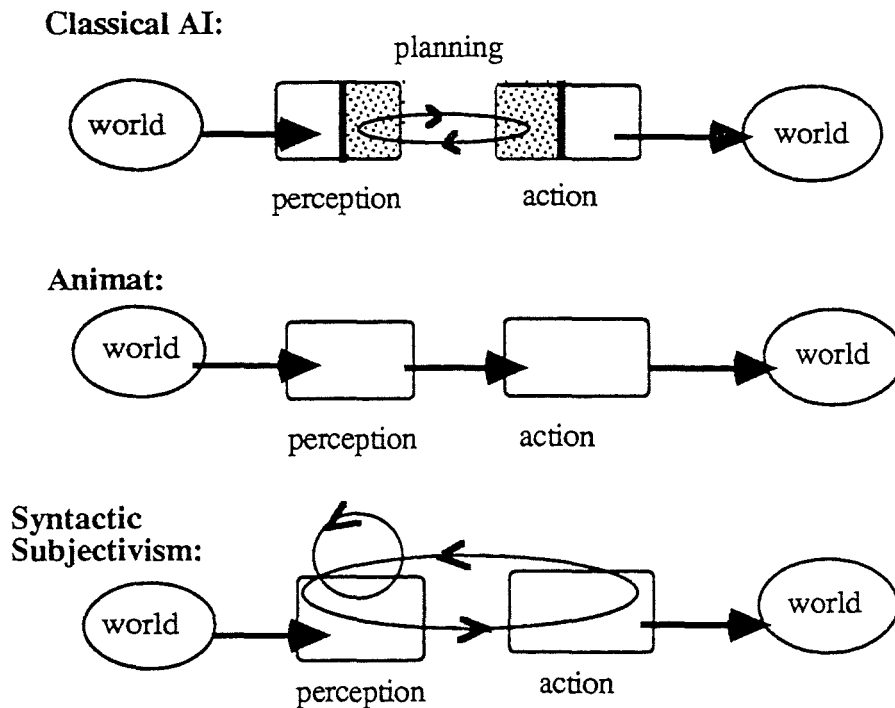 Classical AI:
planning
world
world
perception
action
Animat:
world
world
perception
action
Syntactic
Subjectivism:
world
world
perception
action